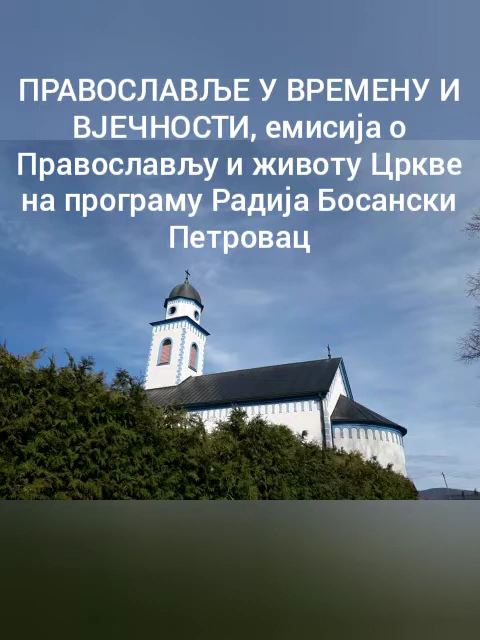 ПРАВОСЛАВЉЕ У ВРЕМЕНУ И
ВЈЕЧНОСТИ, емисија о
Православљу и животу Цркве
на програму Радија Босански
Петровац